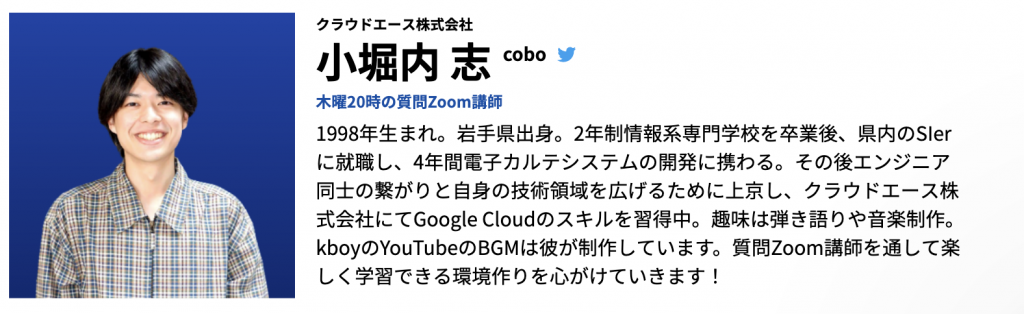 クラウドエース株式会社
小堀内 志 cobo
木曜20時の質問Zoom講師
1998年生まれ。岩手県出身。2年制情報系専門学校を卒業後、県内のSIer
に就職し、4年間電子カルテシステムの開発に携わる。その後エンジニア
同士の繋がりと自身の技術領域を広げるために上京し、クラウドエース株
式会社にてGoogle Cloudのスキルを習得中。趣味は弾き語りや音楽制作。
kboyのYouTubeのBGMは彼が制作しています。質問Zoom講師を通して楽
しく学習できる環境作りを心がけていきます！